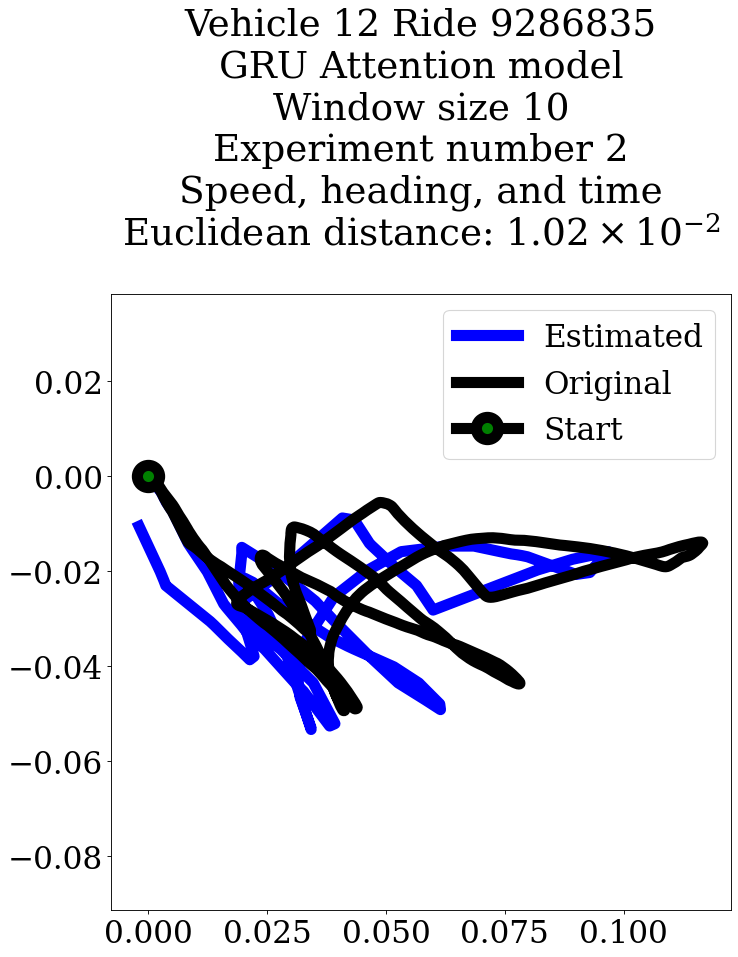 Vehicle 12 Ride 9286835
GRU Attention model
Window size 10
Experiment number 2
Speed, heading, and time
Euclidean distance: 1.02 × 10⁻²
Estimated
Original
Start
0.02
0.00
−0.02
−0.04
−0.06
−0.08
0.000 0.025 0.050 0.075 0.100